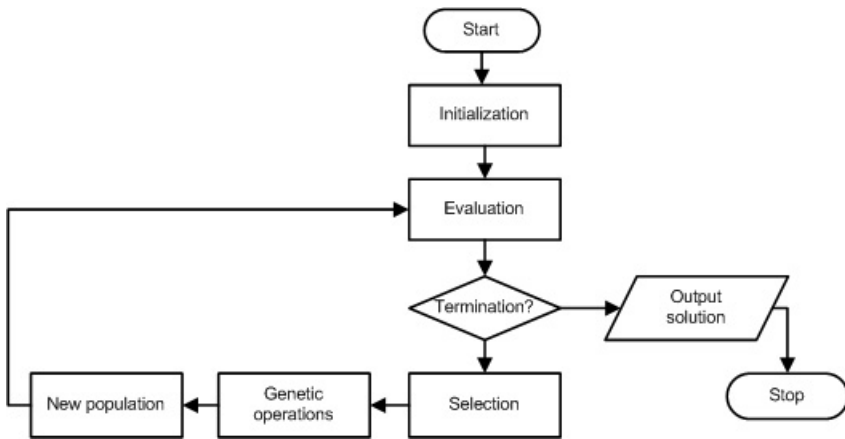 Start
Initialization
Evaluation
Termination?
Output
solution
New population
Genetic
operations
Selection
Stop